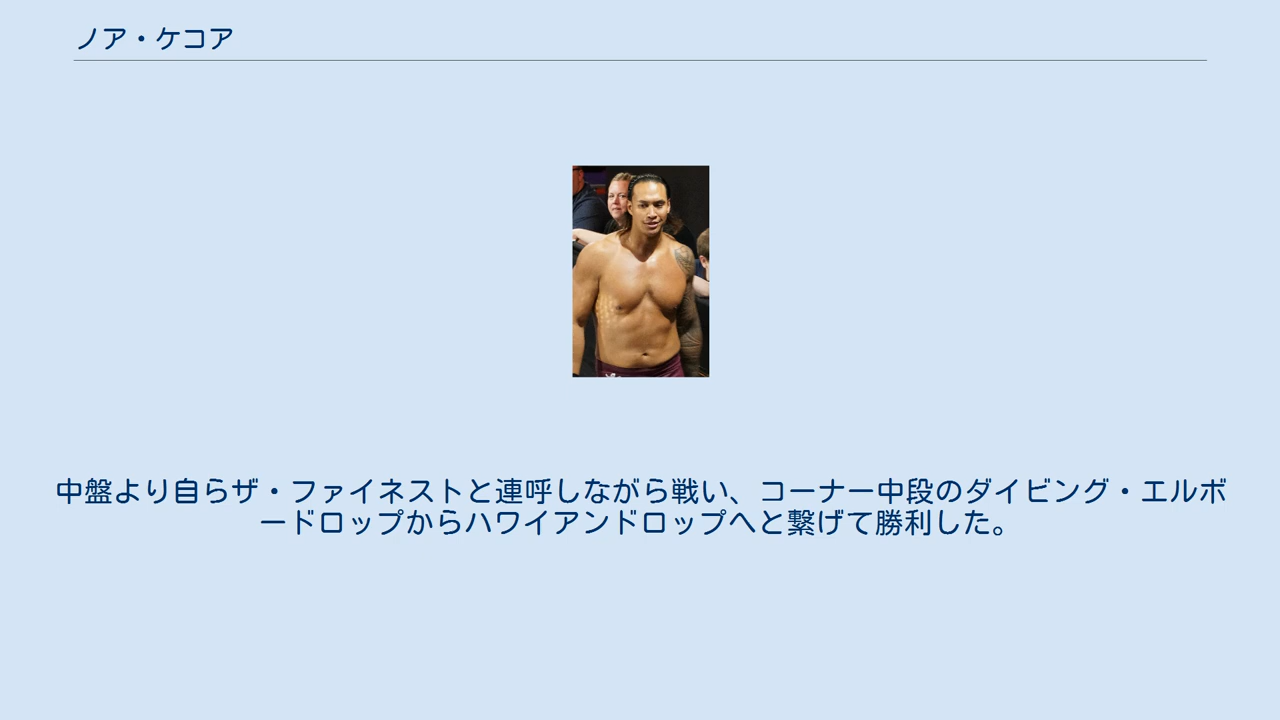 ノア・ケコア
中盤より自らザ・ファイネストと連呼しながら戦い、コーナー中段のダイビング・エルボ
ードロップからハワイアンドロップへと繋げて勝利した。